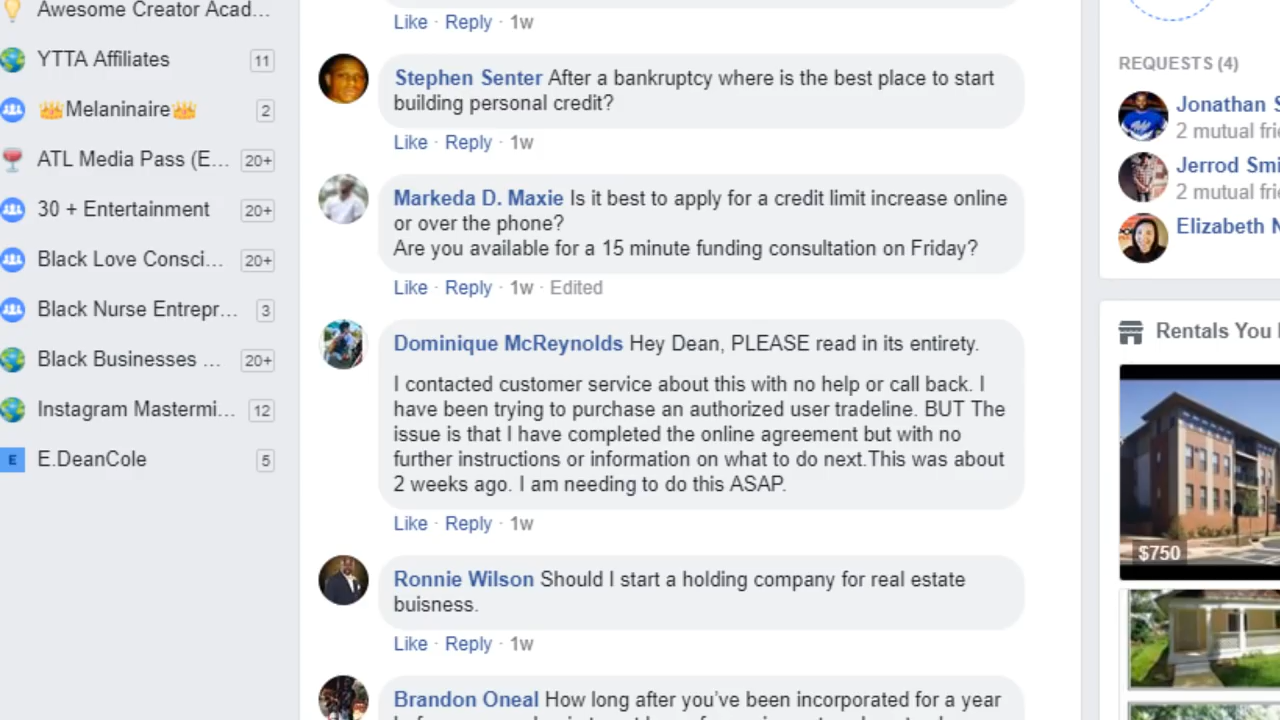 Awesome Creator Acad...
YTTA Affiliates 11
👑Melaninaire👑 2
ATL Media Pass (E... 20+
30 + Entertainment 20+
Black Love Consci... 20+
Black Nurse Entrepr... 3
Black Businesses ... 20+
Instagram Mastermi... 12
E E.DeanCole 5
Like · Reply · 1w
Stephen Senter After a bankruptcy where is the best place to start
building personal credit?
Like · Reply · 1w
Markeda D. Maxie Is it best to apply for a credit limit increase online
or over the phone?
Are you available for a 15 minute funding consultation on Friday?
Like · Reply · 1w · Edited
Dominique McReynolds Hey Dean, PLEASE read in its entirety.
I contacted customer service about this with no help or call back. I
have been trying to purchase an authorized user tradeline. BUT The
issue is that I have completed the online agreement but with no
further instructions or information on what to do next.This was about
2 weeks ago. I am needing to do this ASAP.
Like · Reply · 1w
Ronnie Wilson Should I start a holding company for real estate
buisness.
Like · Reply · 1w
Brandon Oneal How long after you've been incorporated for a year
REQUESTS (4)
Jonathan S
2 mutual frie
Jerrod Smi
2 mutual frie
Elizabeth N
Rentals You
$750